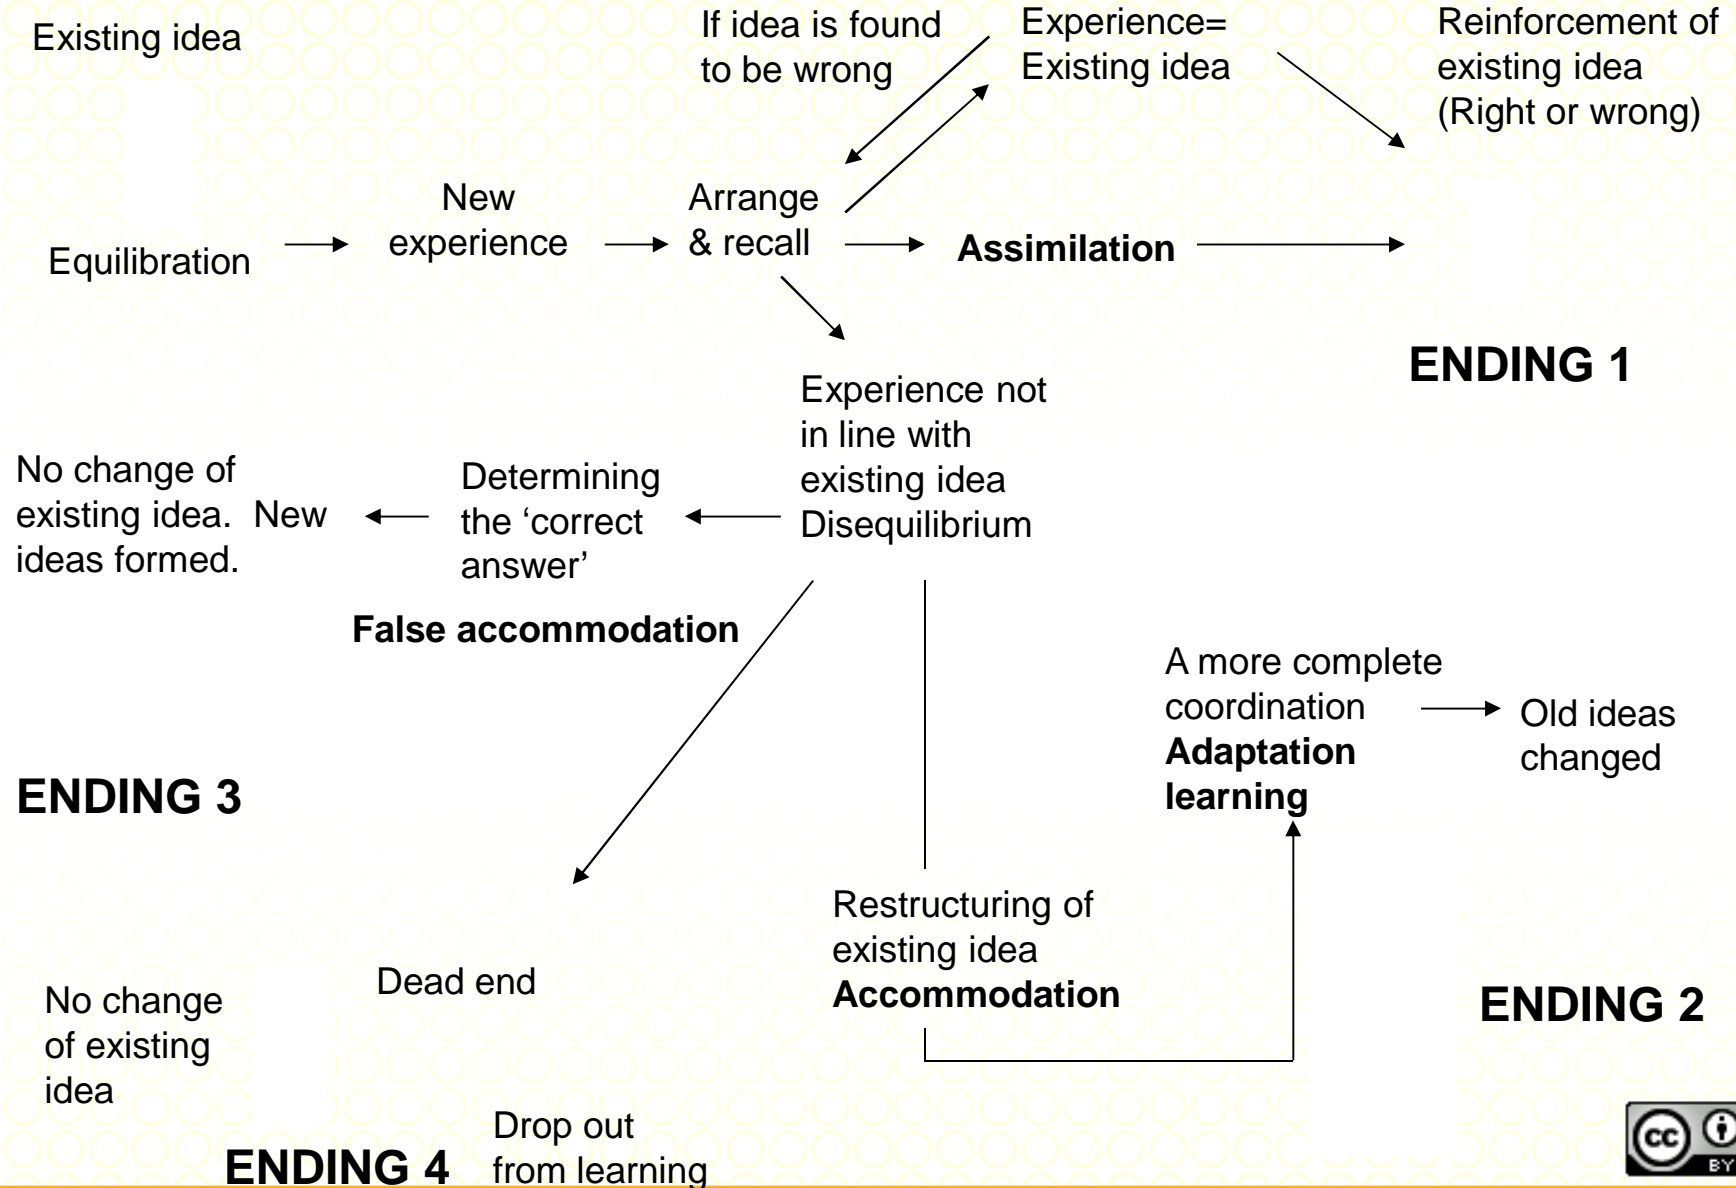 Existing idea
If idea is found
to be wrong
Experience=
Existing idea
Reinforcement of
existing idea
(Right or wrong)
Equilibration
New
experience
Arrange
& recall
Assimilation
ENDING 1
Experience not
in line with
existing idea
Disequilibrium
Determining
the ‘correct
answer’
No change of
existing idea. New
ideas formed.
False accommodation
ENDING 3
A more complete
coordination
Adaptation
learning
Old ideas
changed
ENDING 2
Restructuring of
existing idea
Accommodation
Dead end
No change
of existing
idea
Drop out
from learning
ENDING 4
cc
BY